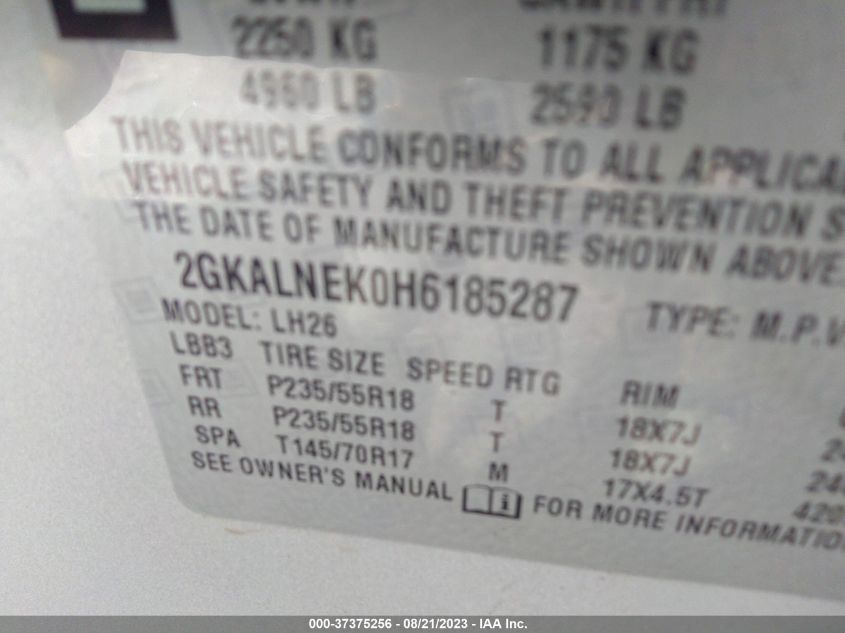 2250 KG 1175 KG
4960 LB 2590 LB
THIS VEHICLE CONFORMS TO ALL APPLICA
VEHICLE SAFETY AND THEFT PREVENTION S
THE DATE OF MANUFACTURE SHOWN ABOVE.
2GKALNEK0H6185287 TYPE: M.P.V
MODEL: LH26
LBB3 TIRE SIZE SPEED RTG RIM
FRT P235/55R18 T 18X7J
RR P235/55R18 T 18X7J 24
SPA T145/70R17 M 17X4.5T 420
SEE OWNER'S MANUAL FOR MORE INFORMATIO
000-37375256 - 08/21/2023 - IAA Inc.